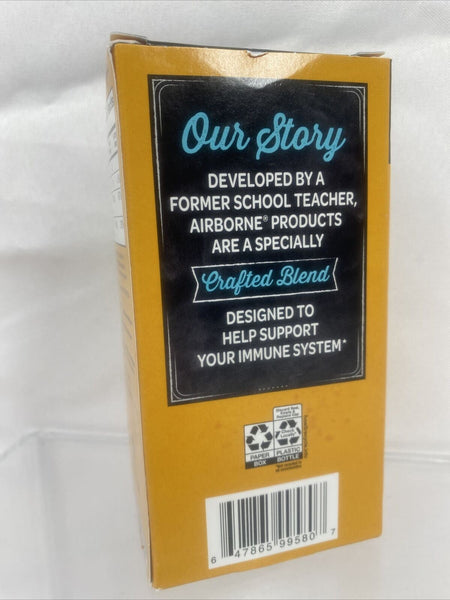 Our Story
DEVELOPED BY A
FORMER SCHOOL TEACHER,
AIRBORNE® PRODUCTS
ARE A SPECIALLY
Crafted Blend
DESIGNED TO
HELP SUPPORT
YOUR IMMUNE SYSTEM*
PAPER
BOX
PLASTIC
BOTTLE
6 47865 99580 7